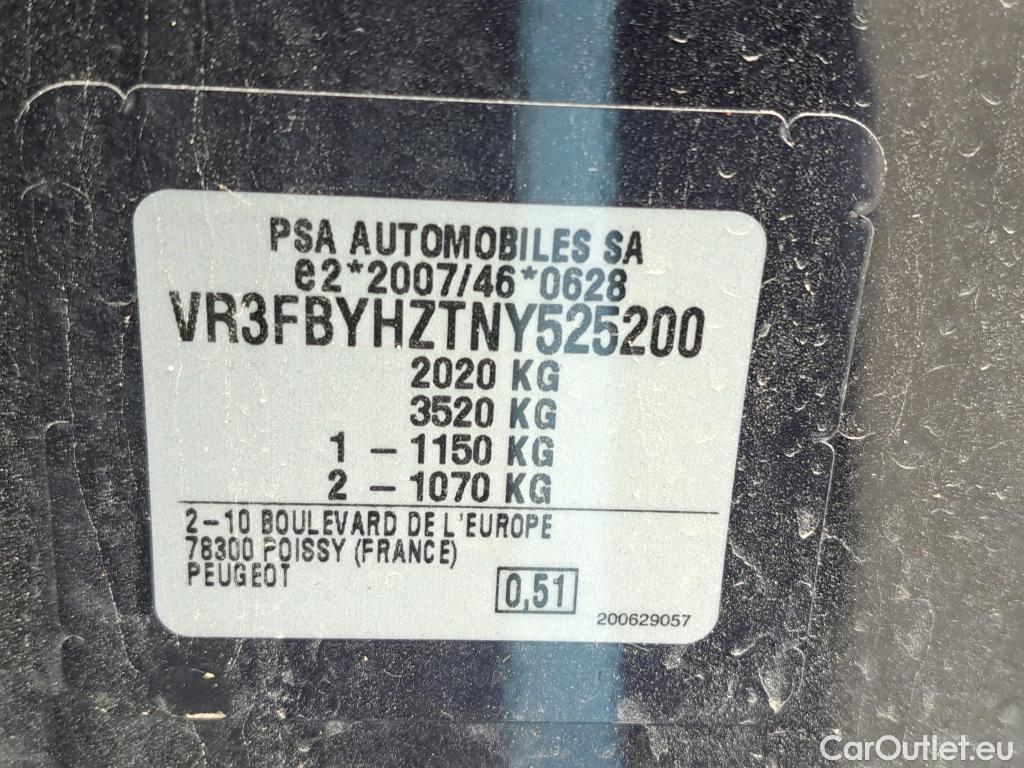 PSA AUTOMOBILES SA
e2*2007/46*0628
VR3FBYHZTNY525200
2020 KG
3520 KG
1 – 1150 KG
2 – 1070 KG
2-10 BOULEVARD DE L'EUROPE
78300 POISSY (FRANCE)
PEUGEOT
0,51
200629057
CarOutlet.eu